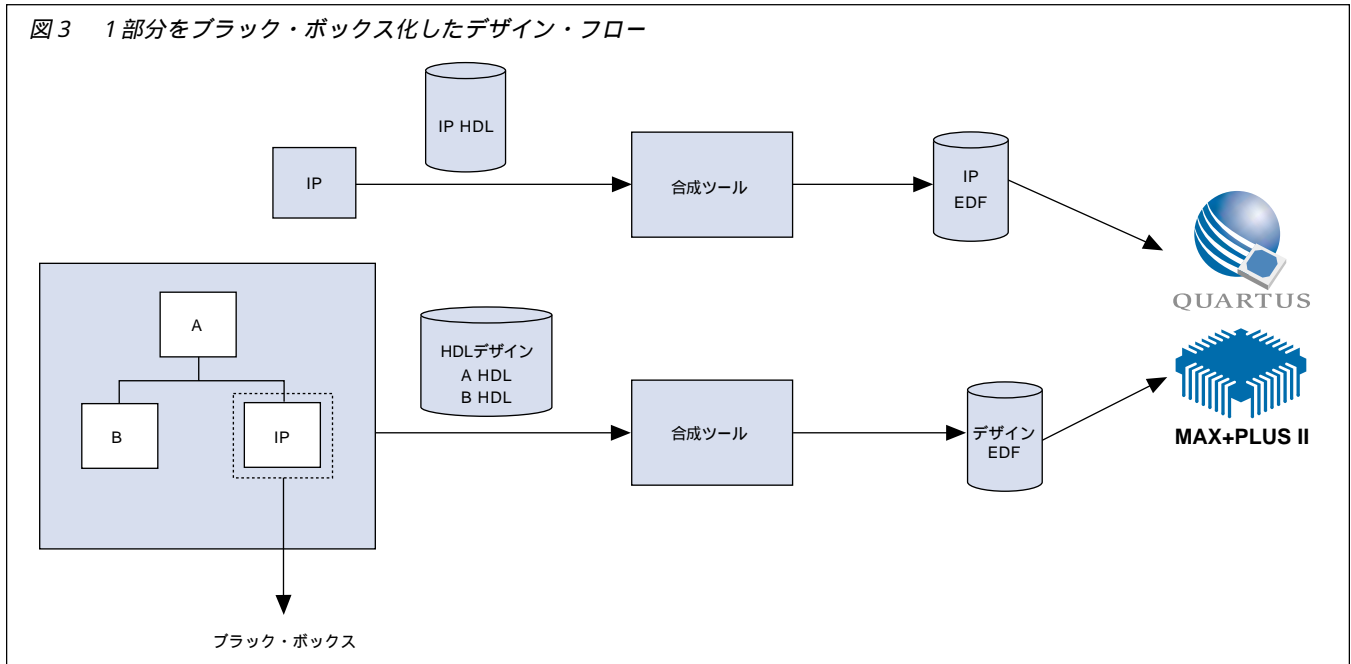 図3 1部分をブラック・ボックス化したデザイン・フロー
IP HDL
IP
合成ツール
IP
EDF
QUARTUS
A
B
IP
HDLデザイン
A HDL
B HDL
合成ツール
デザイン
EDF
MAX+PLUS II
ブラック・ボックス